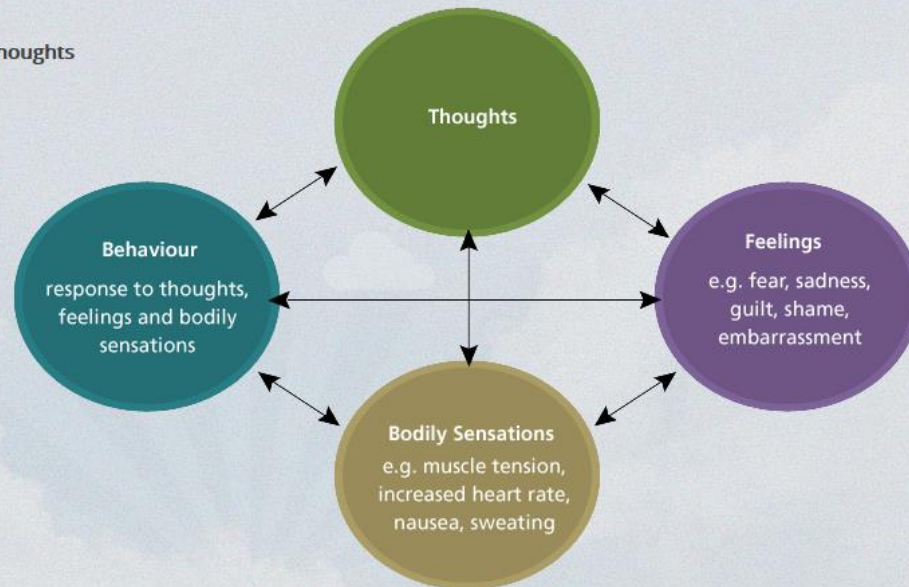 houghts
Thoughts
Behaviour
response to thoughts,
feelings and bodily
sensations
Feelings
e.g. fear, sadness,
guilt, shame,
embarrassment
Bodily Sensations
e.g. muscle tension,
increased heart rate,
nausea, sweating